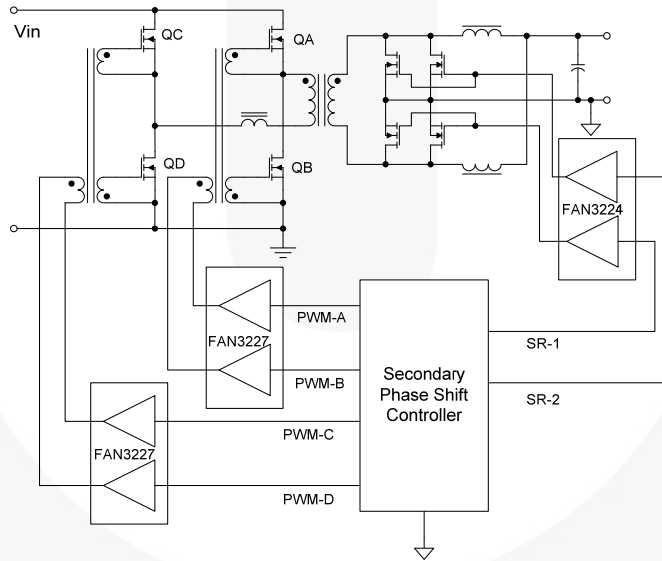 Vin
QC
QA
QD
QB
FAN3224
FAN3227
PWM-A
PWM-B
SR-1
SR-2
Secondary
Phase Shift
Controller
FAN3227
PWM-C
PWM-D